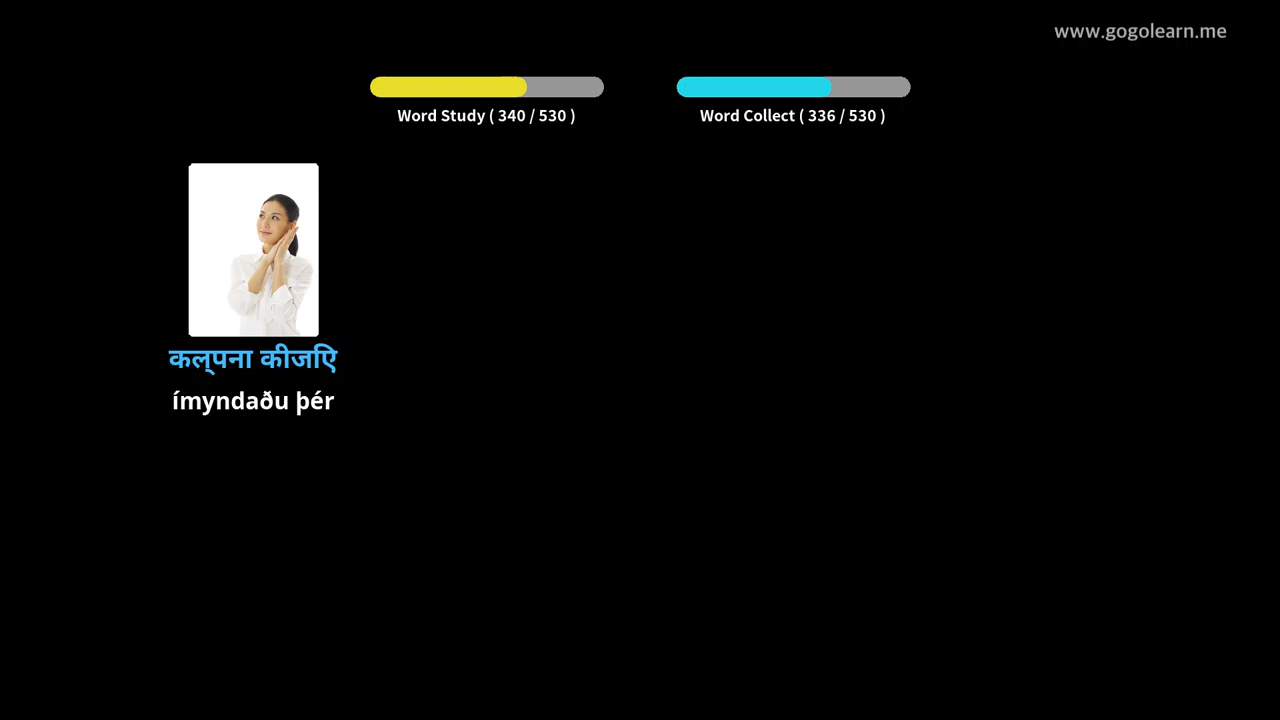 www.gogolearn.me
Word Study ( 340 / 530 )
Word Collect ( 336 / 530 )
कल्पना कीजिए
ímyndaðu þér